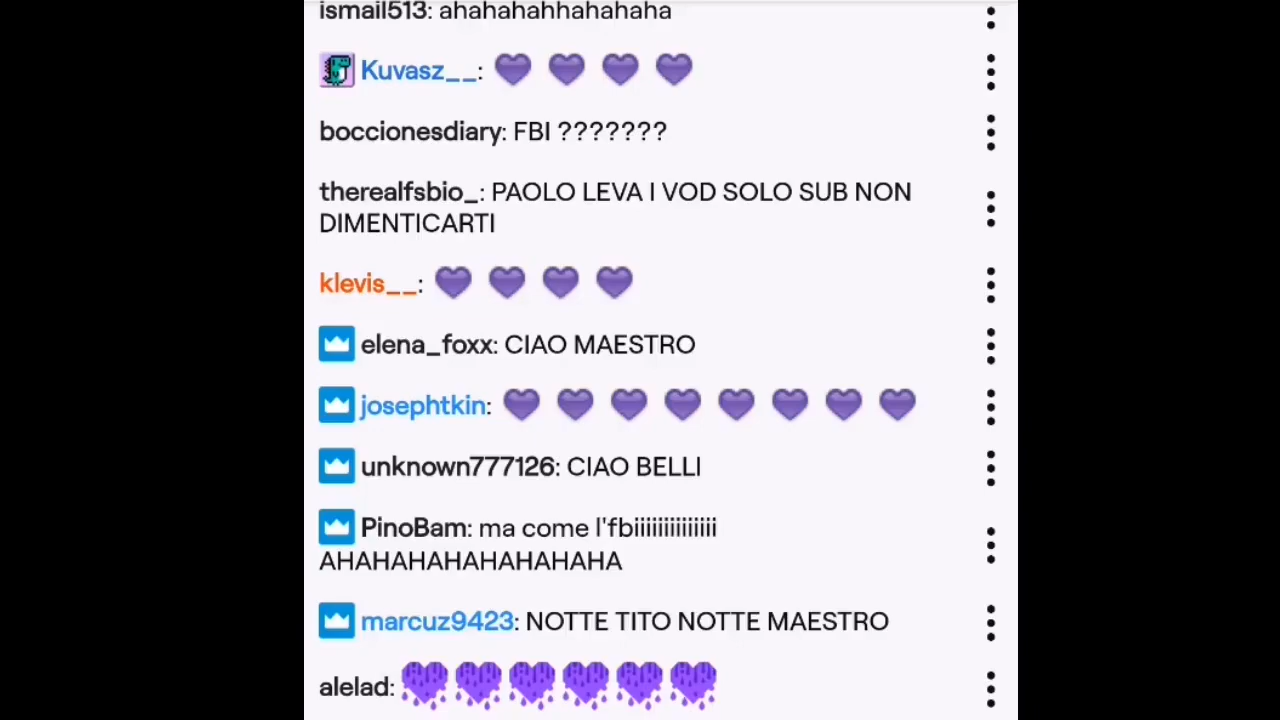 ismail513: ahahahahhahahaha
Kuvasz__: 💜 💜 💜 💜
boccionesdiary: FBI ???????
therealfsbio_: PAOLO LEVA I VOD SOLO SUB NON
DIMENTICARTI
klevis__: 💜 💜 💜 💜
elena_foxx: CIAO MAESTRO
josephtkin: 💜 💜 💜 💜 💜 💜 💜 💜
unknown777126: CIAO BELLI
PinoBam: ma come l'fbiiiiiiiiiiiiii
AHAHAHAHAHAHAHAHA
marcuz9423: NOTTE TITO NOTTE MAESTRO
alelad: